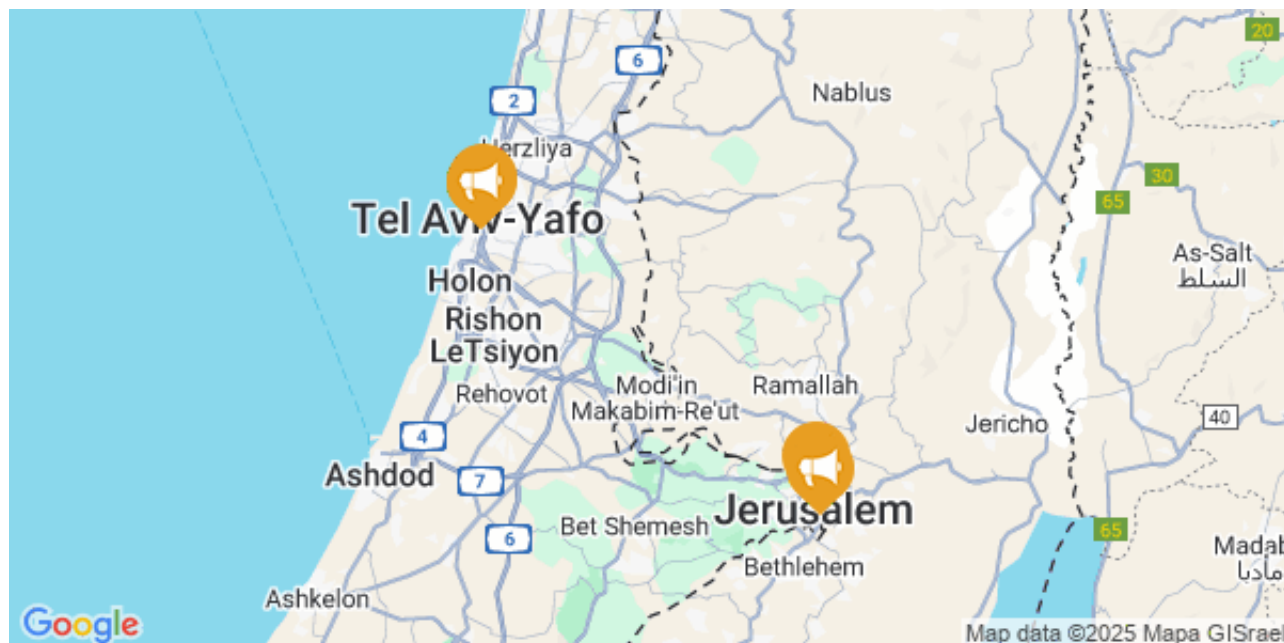 20
6
Nablus
2
Herzliya
30
65
Tel Aviv-Yafo
As-Salt
السلط
Holon
Rishon
LeTsiyon
Modi'in
Makabim-Re'ut
Ramallah
Rehovot
40
Jericho
4
Ashdod
7
Jerusalem
Bet Shemesh
6
65
Madab
مادبا
Bethlehem
Ashkelon
Google
Map data ©2025 Mapa GISrael